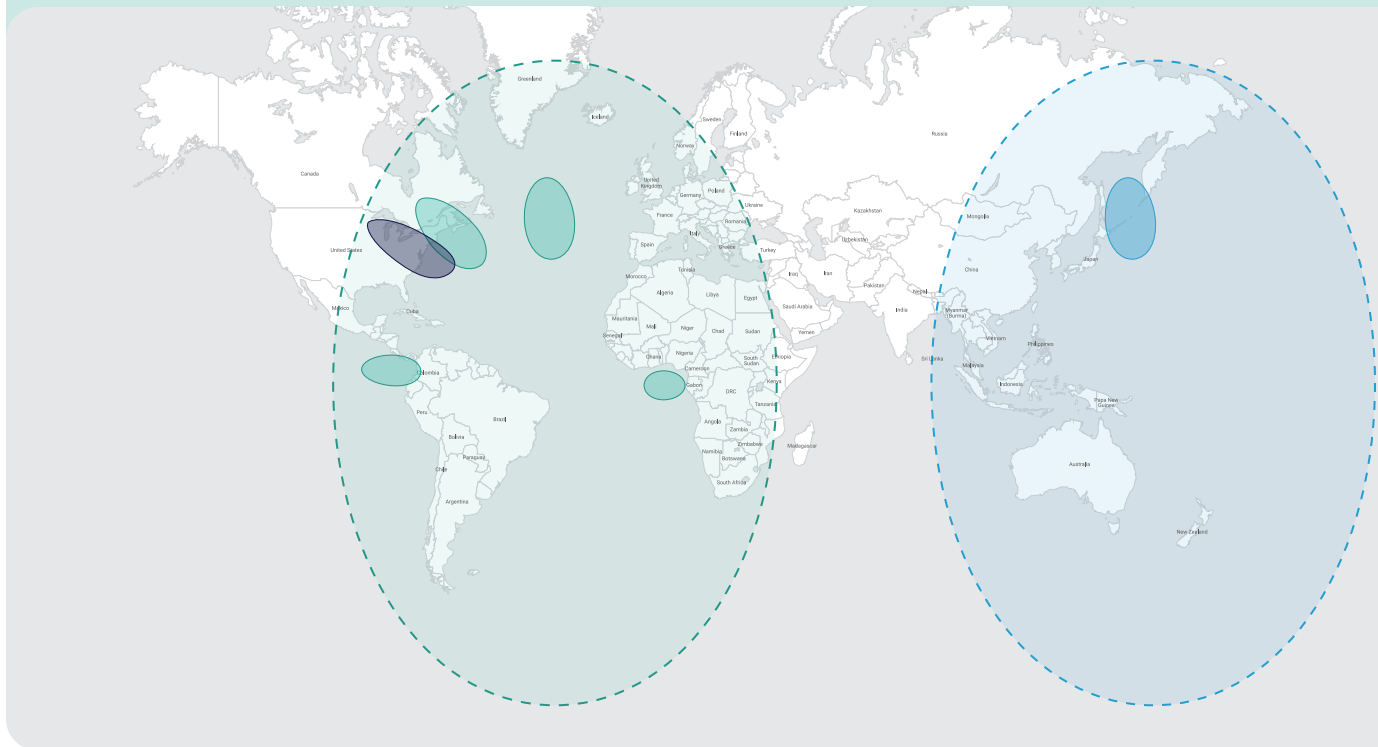 Greenland
Iceland
Sweden
Finland
Norway
Russia
Canada
United
Kingdom
Poland
Germany
Ukraine
France
Romania
Kazakhstan
Mongolia
United States
Spain
Italy
Greece
Turkey
Uzbekistan
Japan
China
Tunisia
Morocco
Iraq
Iran
Pakistan
Nepal
Algeria
Libya
Egypt
Saudi Arabia
India
Myanmar
(Burma)
Mexico
Cuba
Mauritania
Mali
Niger
Chad
Sudan
Yemen
Senegal
Vietnam
Philippines
Ghana
Nigeria
South
Sudan
Ethiopia
Sri Lanka
Malaysia
Colombia
Cameroon
Gabon
DRC
Kenya
Indonesia
Tanzania
Papua New
Guinea
Peru
Brazil
Angola
Zambia
Bolivia
Zimbabwe
Madagascar
Namibia
Botswana
Paraguay
Chile
South Africa
Australia
Argentina
New Zealand